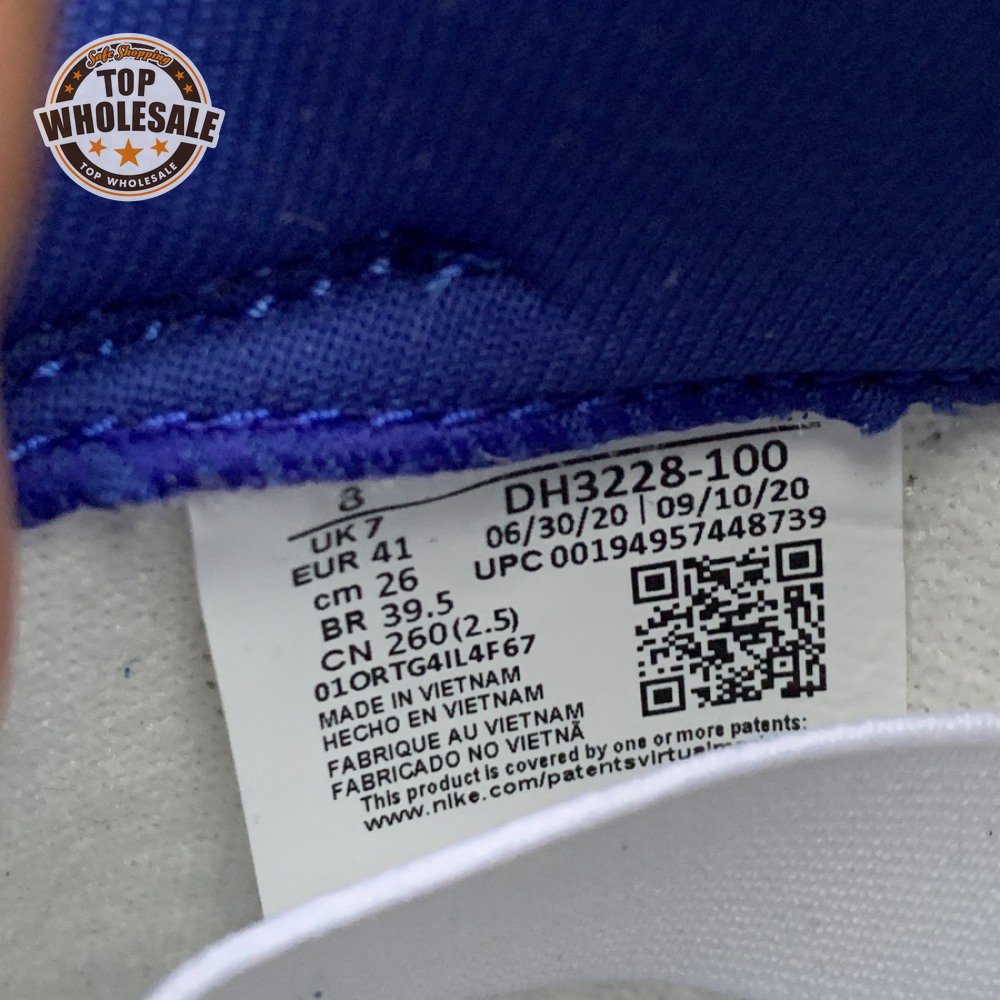 Safe Shopping
TOP
WHOLESALE
TOP WHOLESALE
8
UK 7
EUR 41
cm 26
BR 39.5
CN 260(2.5)
01ORTG4IL4F67
MADE IN VIETNAM
HECHO EN VIETNAM
FABRIQUE AU VIETNAM
FABRICADO NO VIETNÃ
This product is covered by one or more patents:
www.nike.com/patentsvirtualm
DH3228-100
06/30/20 | 09/10/20
UPC 00194957448739